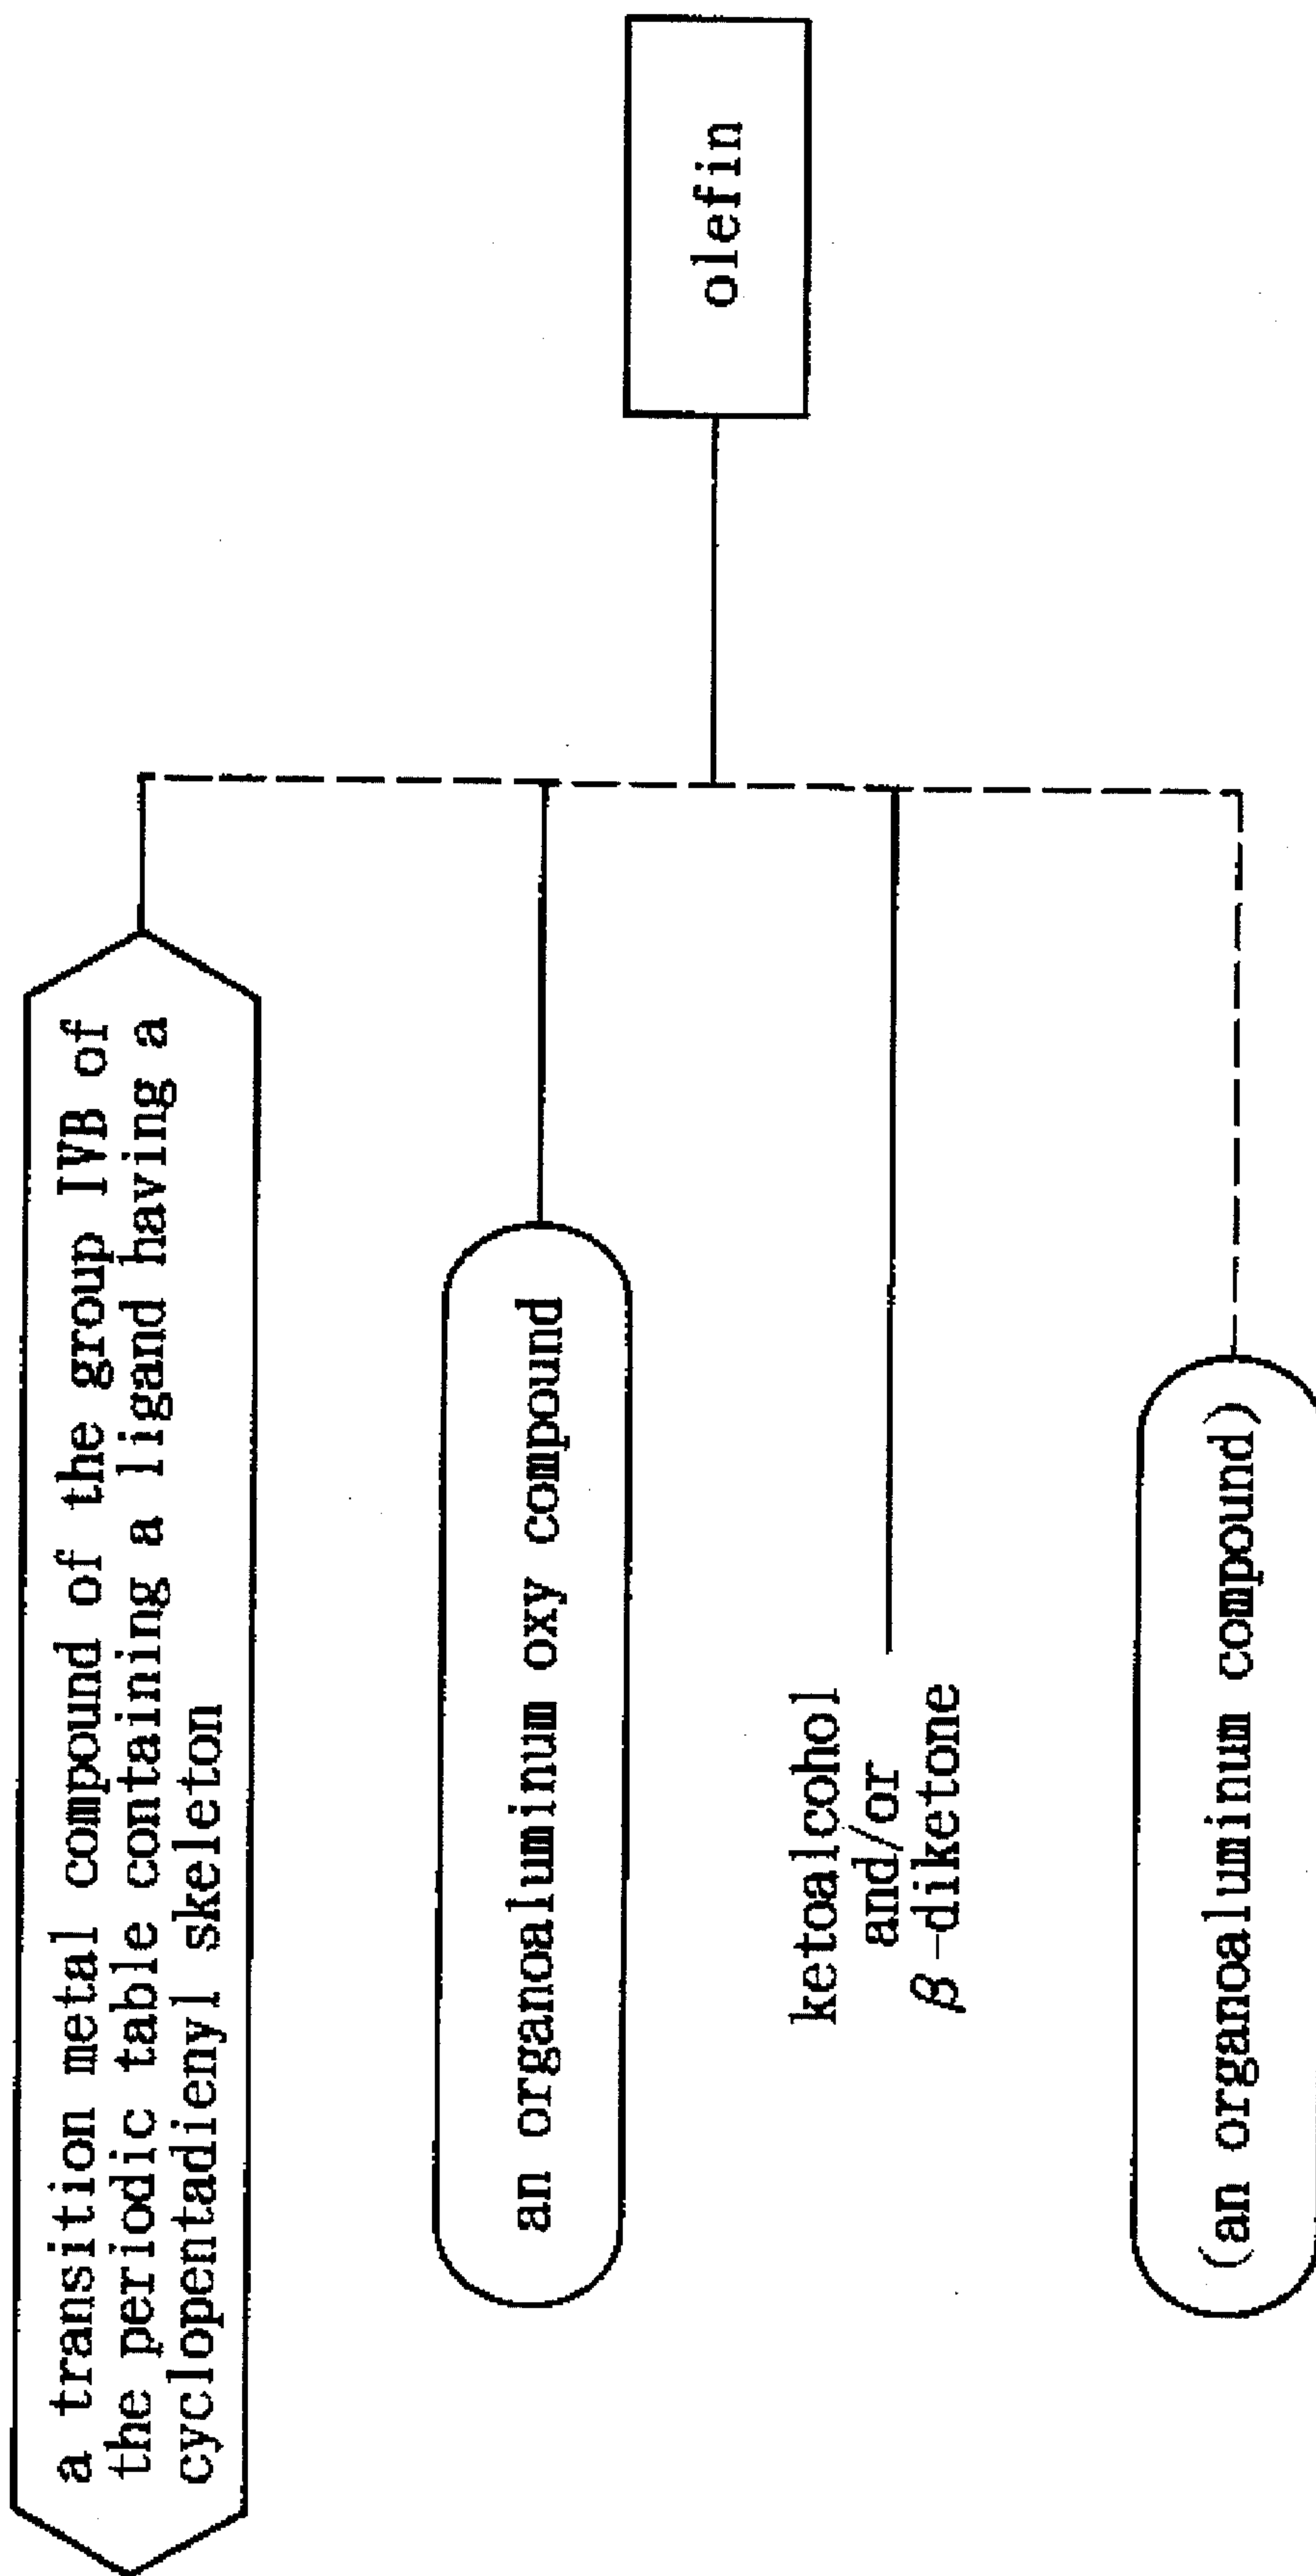 a transition metal compound of the group IVB of
the periodic table containing a ligand having a
cyclopentadienyl skeleton
an organoaluminum oxy compound
ketoalcohol
and/or
β-diketone
(an organoaluminum compound)
olefin